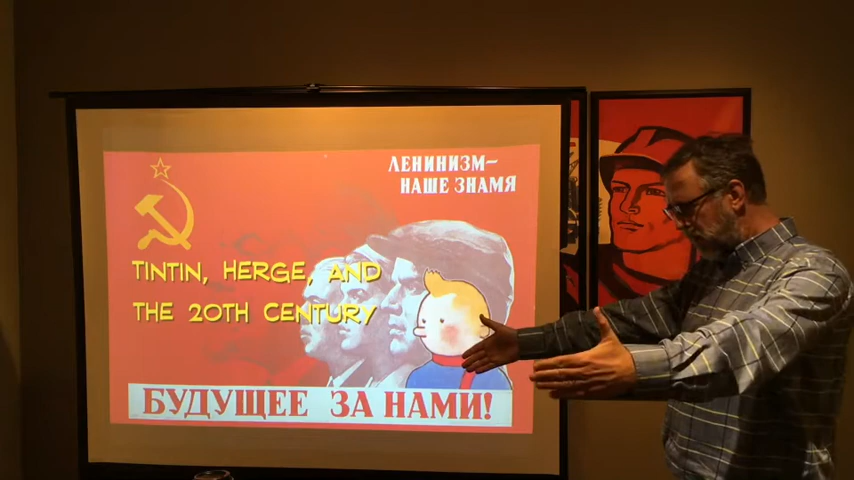 ЛЕНИНИЗМ–
НАШЕ ЗНАМЯ
TINTIN, HERGE, AND
THE 20TH CENTURY
БУДУЩЕЕ ЗА НАМИ!